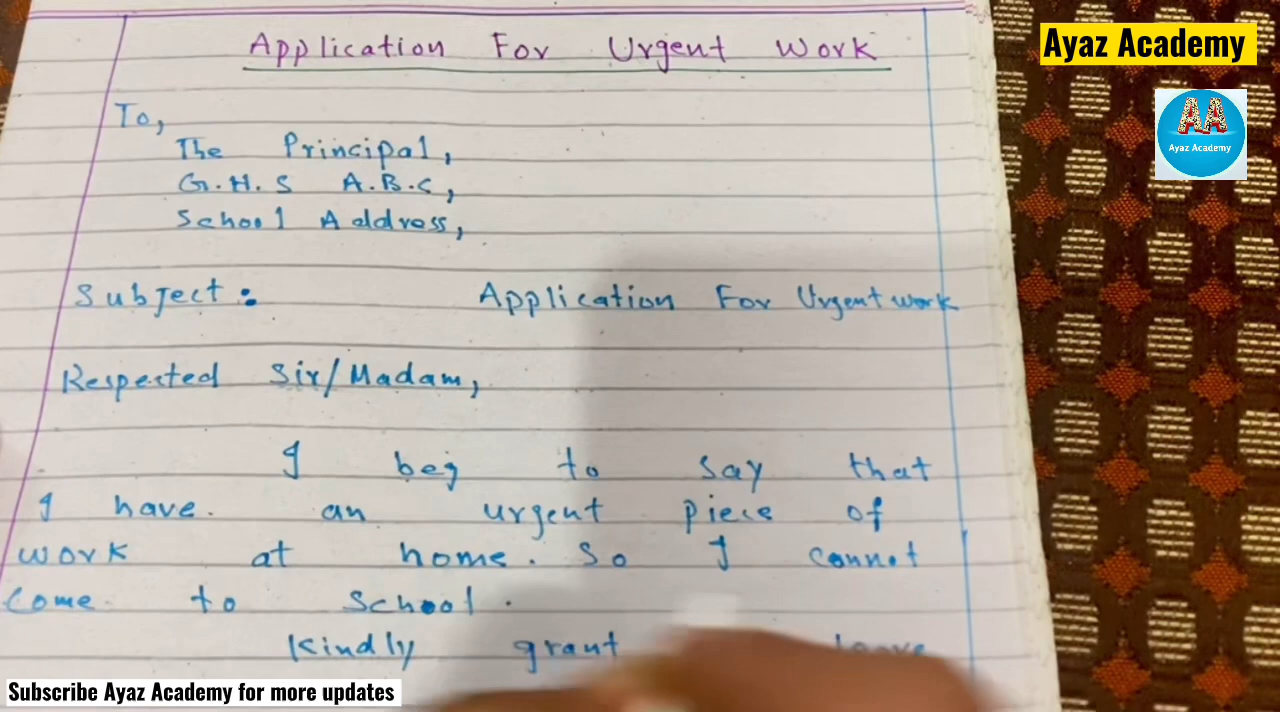 Application For Urgent Work
To,
The Principal,
G.H.S A.B.C,
School Address,
Subject: Application For Urgent work
Respected Sir/Madam,
I beg to say that
I have. an urgent piece of
work at home. So I cannot
Come to School.
Kindly grant leave
Ayaz Academy
AA
Ayaz Academy
Subscribe Ayaz Academy for more updates